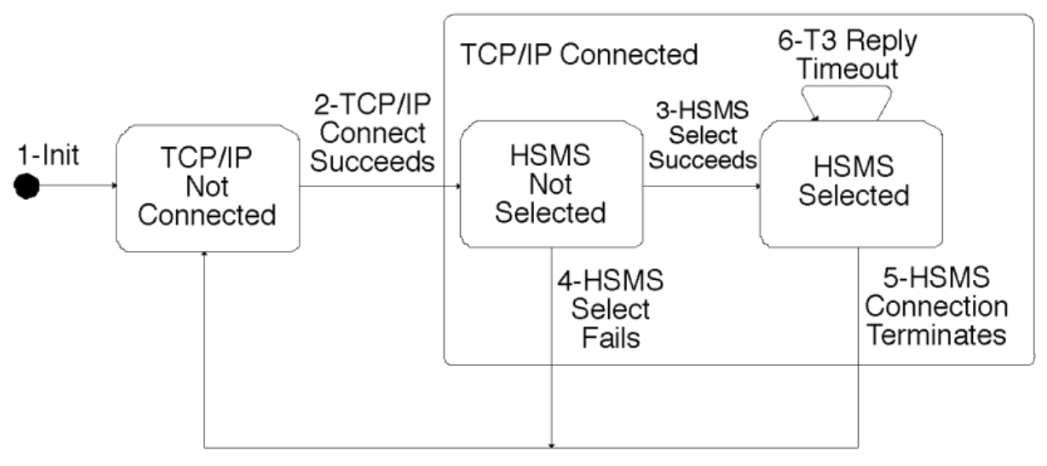 TCP/IP Connected
6-T3 Reply
Timeout
1-Init
TCP/IP
Not
Connected
2-TCP/IP
Connect
Succeeds
HSMS
Not
Selected
3-HSMS
Select
Succeeds
HSMS
Selected
4-HSMS
Select
Fails
5-HSMS
Connection
Terminates